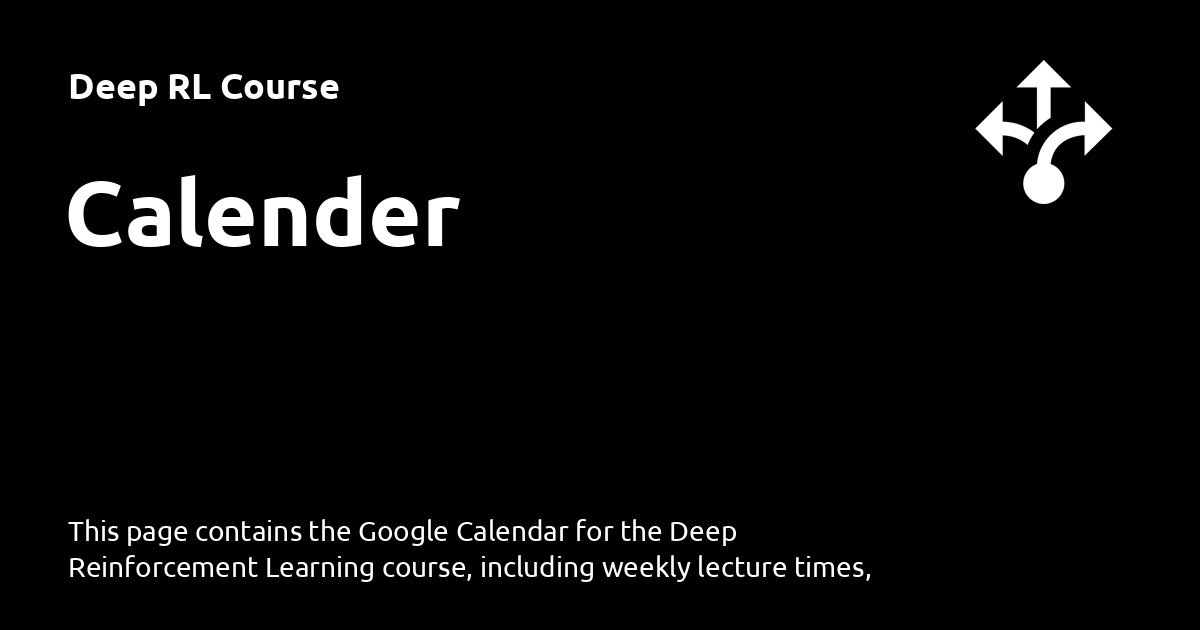 Deep RL Course
Calender
This page contains the Google Calendar for the Deep
Reinforcement Learning course, including weekly lecture times,